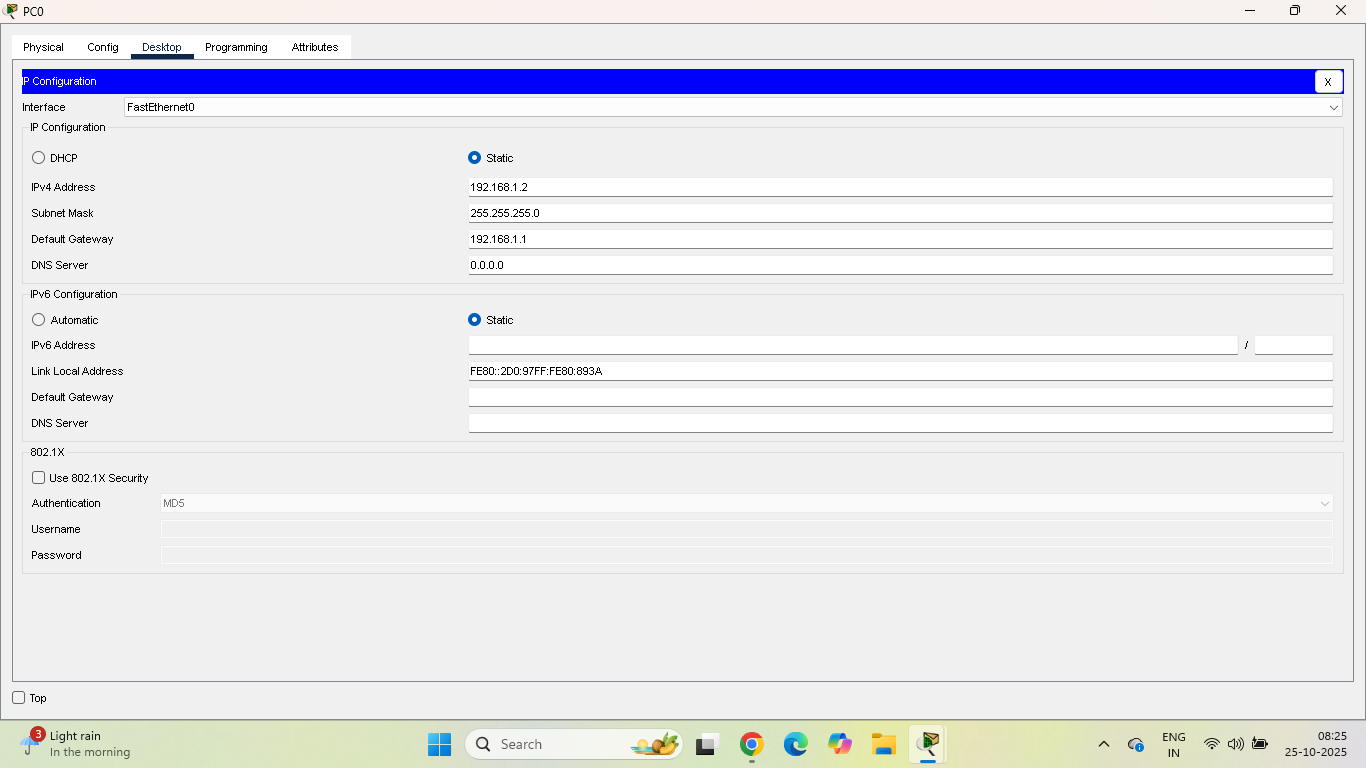 PC0
Physical Config Desktop Programming Attributes
IP Configuration X
Interface FastEthernet0
IP Configuration
DHCP Static
IPv4 Address 192.168.1.2
Subnet Mask 255.255.255.0
Default Gateway 192.168.1.1
DNS Server 0.0.0.0
IPv6 Configuration
Automatic Static
IPv6 Address /
Link Local Address FE80::2D0:97FF:FE80:893A
Default Gateway
DNS Server
802.1X
Use 802.1X Security
Authentication MD5
Username
Password
Top
3 Light rain
In the morning
Search
ENG
IN
08:25
25-10-2025